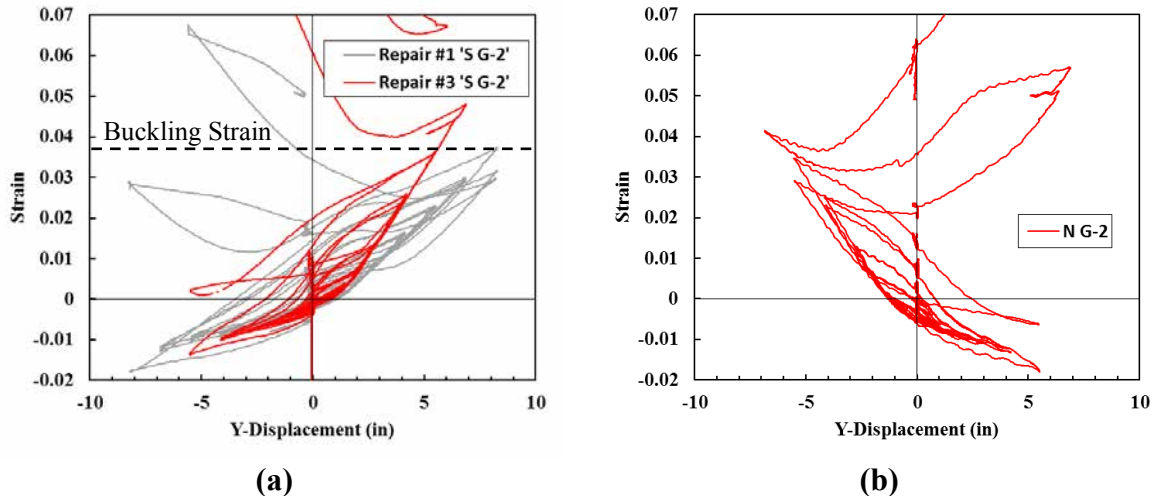 0.07
0.06
0.05
0.04
0.03
0.02
0.01
0
-0.01
-0.02
Strain
Repair #1 'S G-2'
Repair #3 'S G-2'
Buckling Strain
-10 -5 0 5 10
Y-Displacement (in)
(a)
0.07
0.06
0.05
0.04
0.03
0.02
0.01
0
-0.01
-0.02
Strain
N G-2
-10 -5 0 5 10
Y-Displacement (in)
(b)